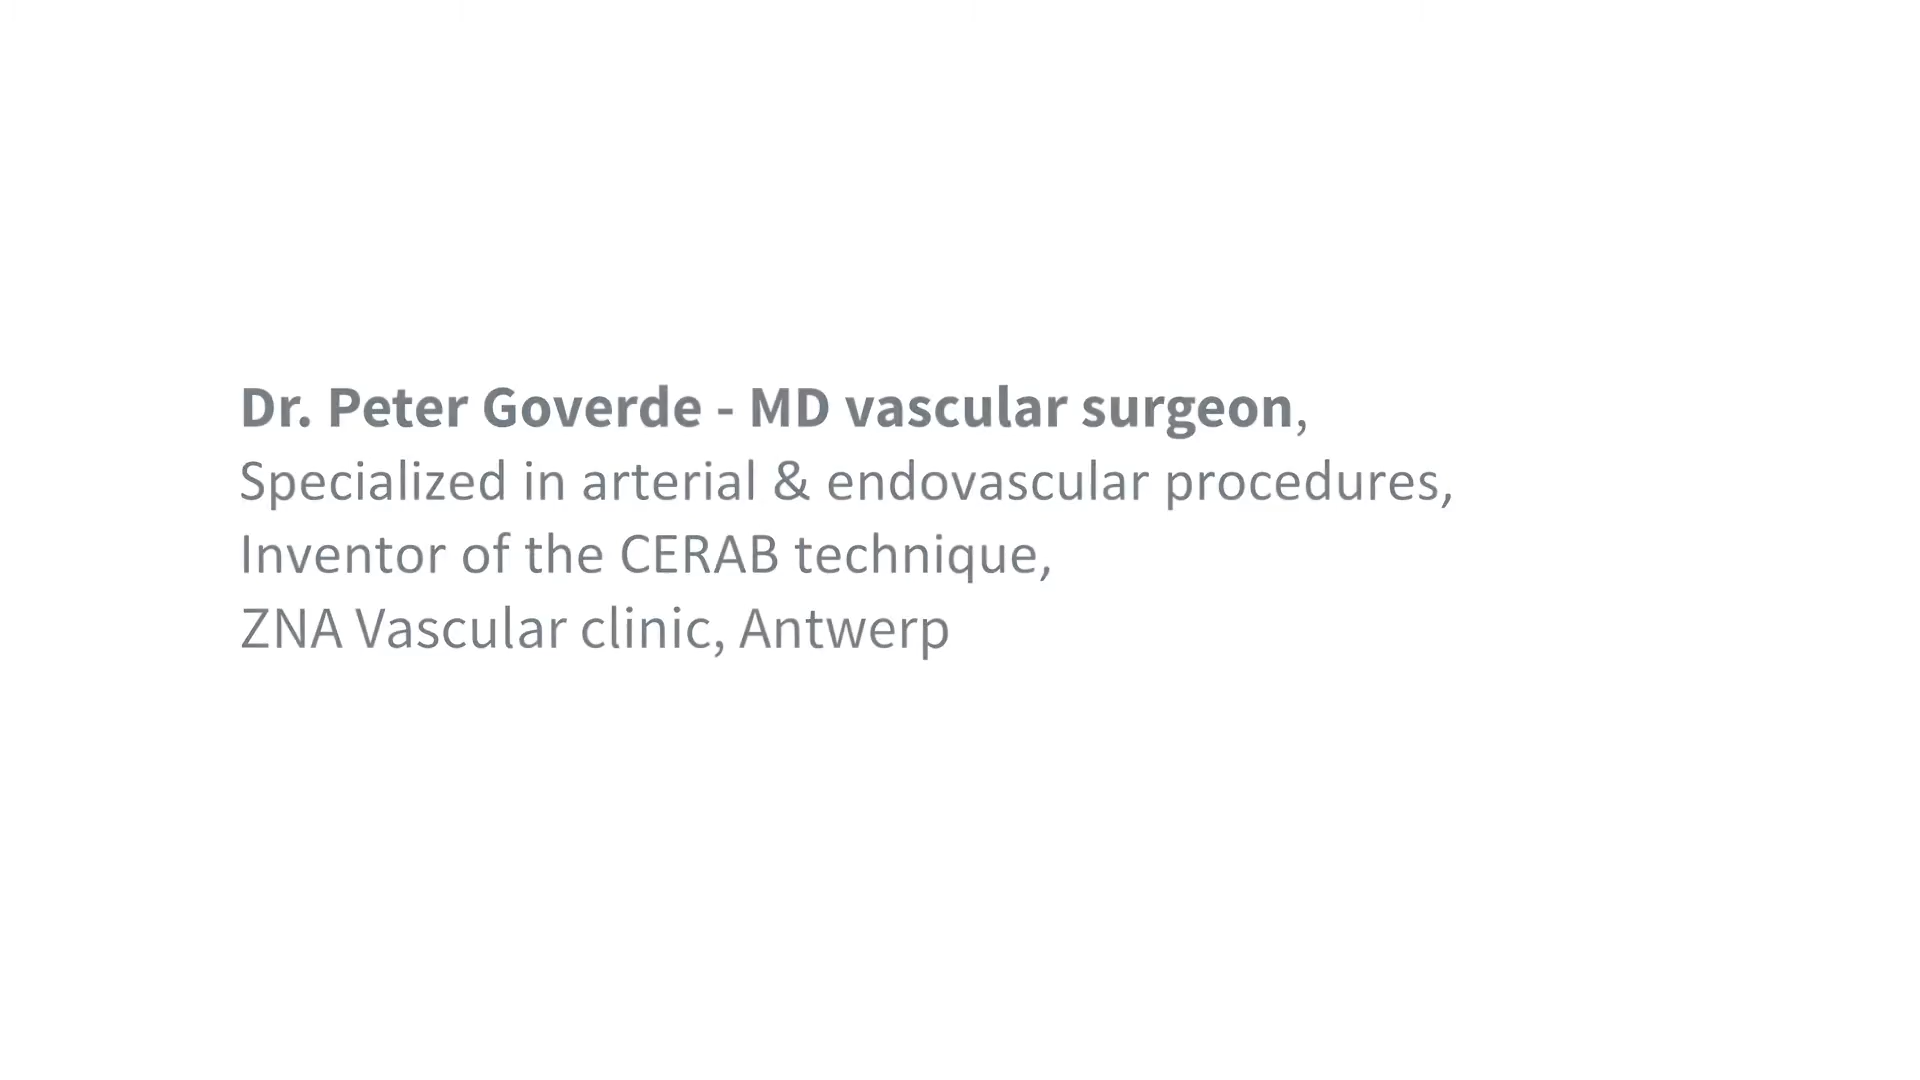 Dr. Peter Goverde - MD vascular surgeon,
Specialized in arterial & endovascular procedures,
Inventor of the CERAB technique,
ZNA Vascular clinic, Antwerp